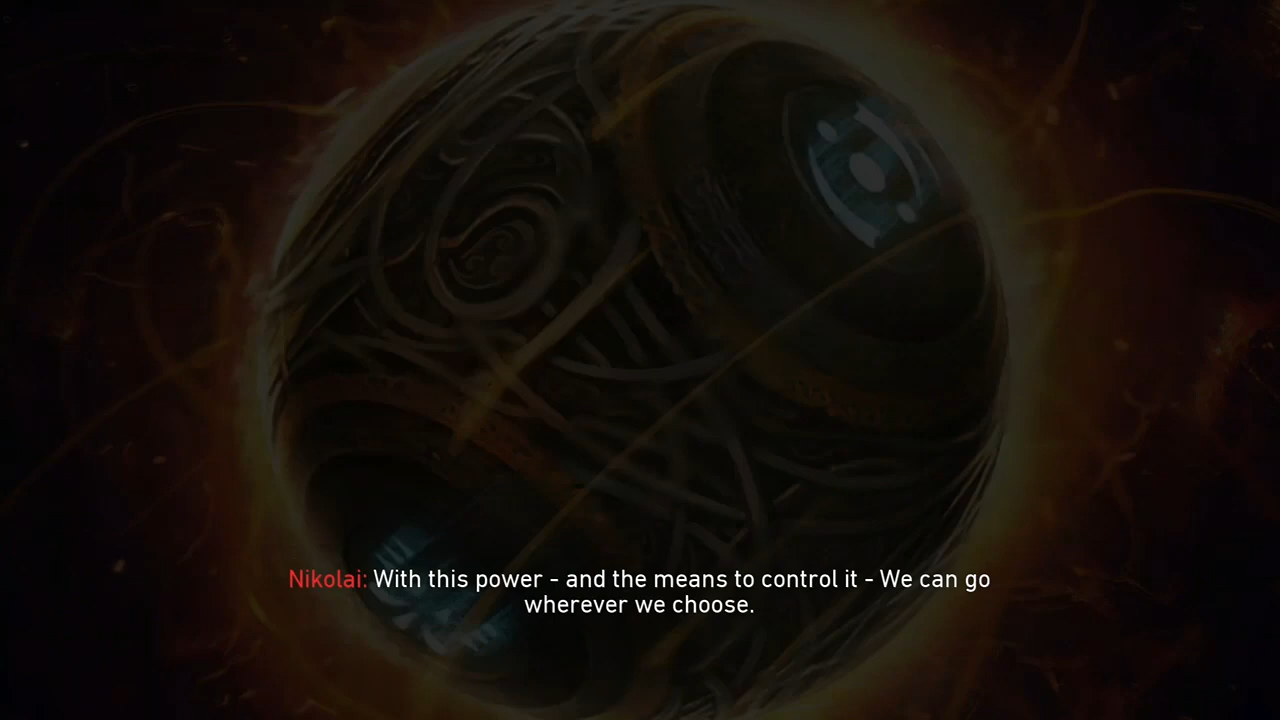 Nikolai: With this power - and the means to control it - We can go
wherever we choose.